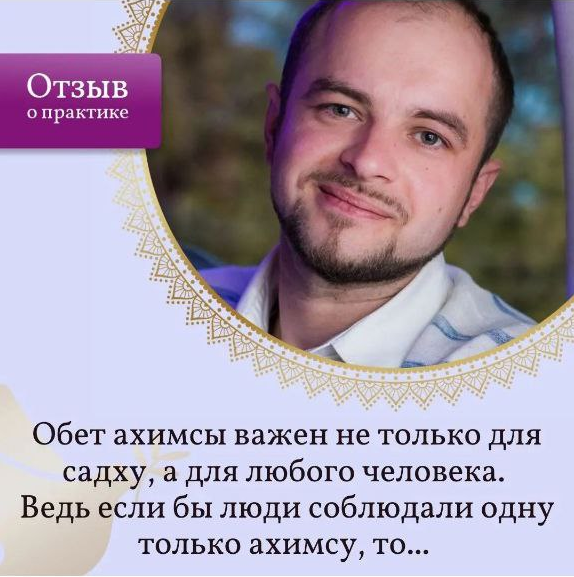 Отзыв
о практике
Обет ахимсы важен не только для
садху, а для любого человека.
Ведь если бы люди соблюдали одну
только ахимсу, то...